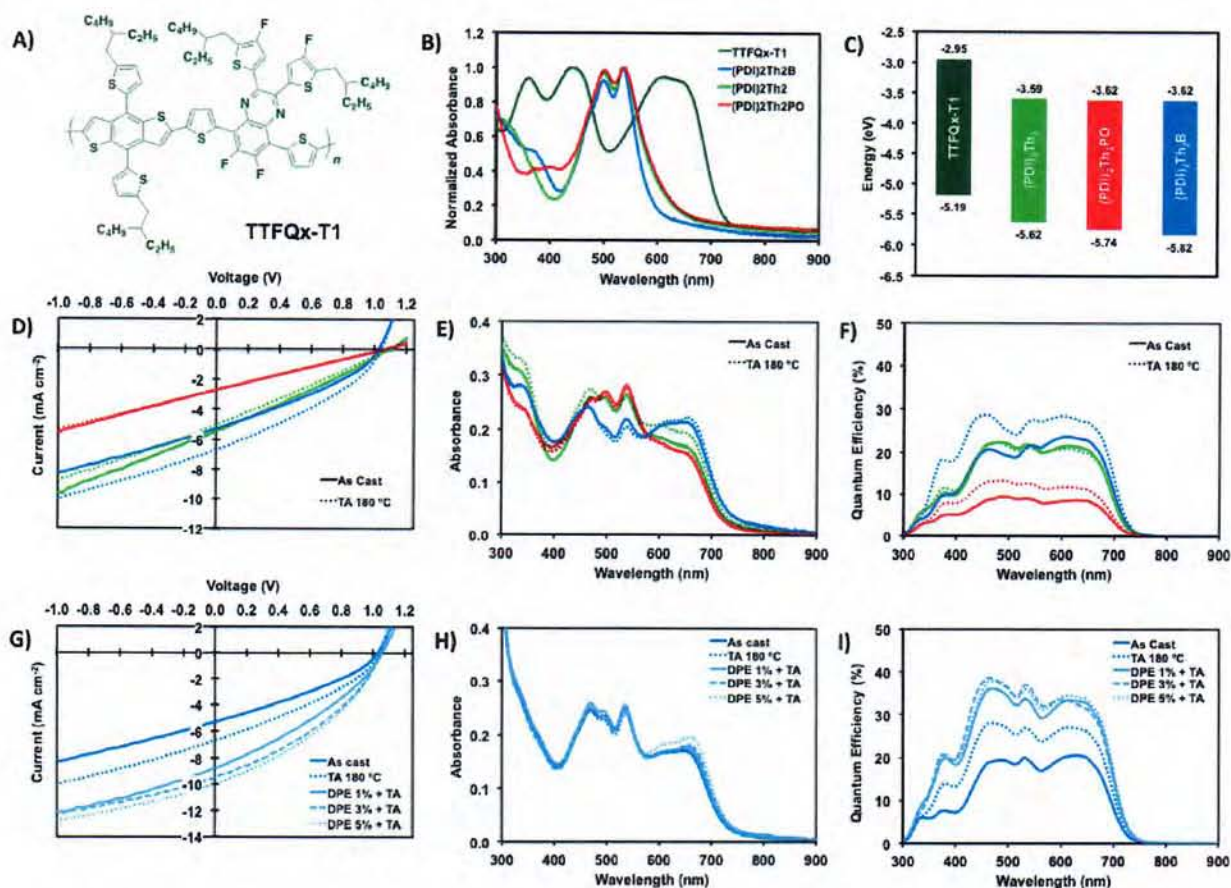 A)
C₄H₉
C₂H₅
C₄H₉
C₂H₅
F
F
C₄H₉
C₂H₅
S
S
S
S
N
N
S
S
S
S
S
F
F
n
C₄H₉
C₂H₅
TTFQx-T1
B)
Normalized Absorbance
1.2
1.0
0.8
0.6
0.4
0.2
0.0
300 400 500 600 700 800 900
Wavelength (nm)
TTFQx-T1
(PDI)2Th2B
(PDI)2Th2
(PDI)2Th2PO
C)
Energy (eV)
-2.5
-3.0
-3.5
-4.0
-4.5
-5.0
-5.5
-6.0
-6.5
-2.95
TTFQx-T1
-5.19
-3.59
(PDI)₂Th₂
-5.62
-3.62
(PDI)₂Th₂PO
-5.74
-3.62
(PDI)₂Th₂B
-5.82
D)
Voltage (V)
-1.0 -0.8 -0.6 -0.4 -0.2 0.0 0.2 0.4 0.6 0.8 1.0 1.2
Current (mA cm⁻²)
2
0
-2
-4
-6
-8
-10
-12
As Cast
TA 180 °C
E)
Absorbance
0.4
0.3
0.2
0.1
0.0
300 400 500 600 700 800 900
Wavelength (nm)
As Cast
TA 180 °C
F)
Quantum Efficiency (%)
50
40
30
20
10
0
300 400 500 600 700 800 900
Wavelength (nm)
As Cast
TA 180 °C
G)
Voltage (V)
-1.0 -0.8 -0.6 -0.4 -0.2 0.0 0.2 0.4 0.6 0.8 1.0 1.2
Current (mA cm⁻²)
2
0
-2
-4
-6
-8
-10
-12
-14
As cast
TA 180 °C
DPE 1% + TA
DPE 3% + TA
DPE 5% + TA
H)
Absorbance
0.4
0.3
0.2
0.1
0.0
300 400 500 600 700 800 900
Wavelength (nm)
As Cast
TA 180 °C
DPE 1% + TA
DPE 3% + TA
DPE 5% + TA
I)
Quantum Efficiency (%)
50
40
30
20
10
0
300 400 500 600 700 800 900
Wavelength (nm)
As Cast
TA 180 °C
DPE 1% + TA
DPE 3% + TA
DPE 5% + TA